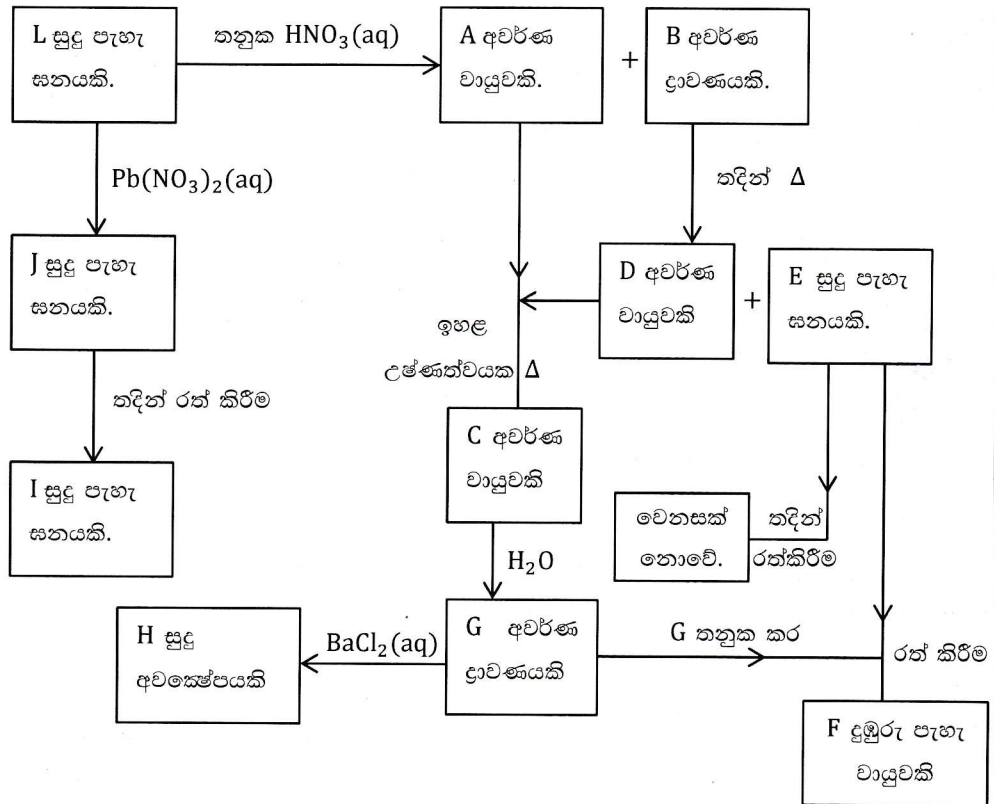 L සුදු පැහැ
ඝනයකි.
තනුක HNO₃(aq)
A අවර්ණ
වායුවකි.
+
B අවර්ණ
ද්‍රාවණයකි.
Pb(NO₃)₂(aq)
තදින් Δ
J සුදු පැහැ
ඝනයකි.
D අවර්ණ
වායුවකි
+
E සුදු පැහැ
ඝනයකි.
ඉහළ
උෂ්ණත්වයක Δ
තදින් රත් කිරීම
C අවර්ණ
වායුවකි
I සුදු පැහැ
ඝනයකි.
වෙනසක්
නොවේ.
තදින්
රත්කිරීම
H₂O
H සුදු
අවක්ෂේපයකි
BaCl₂(aq)
G අවර්ණ
ද්‍රාවණයකි
G තනුක කර
රත් කිරීම
F දුඹුරු පැහැ
වායුවකි